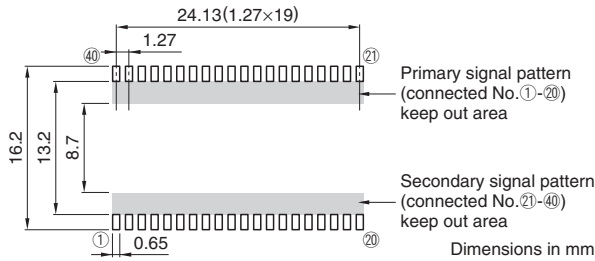 24.13(1.27×19)
㊵ 1.27 ㉑
Primary signal pattern
(connected No.①-⑳)
keep out area
16.2
13.2
8.7
Secondary signal pattern
(connected No.㉑-㊵)
keep out area
① 0.65 ⑳
Dimensions in mm